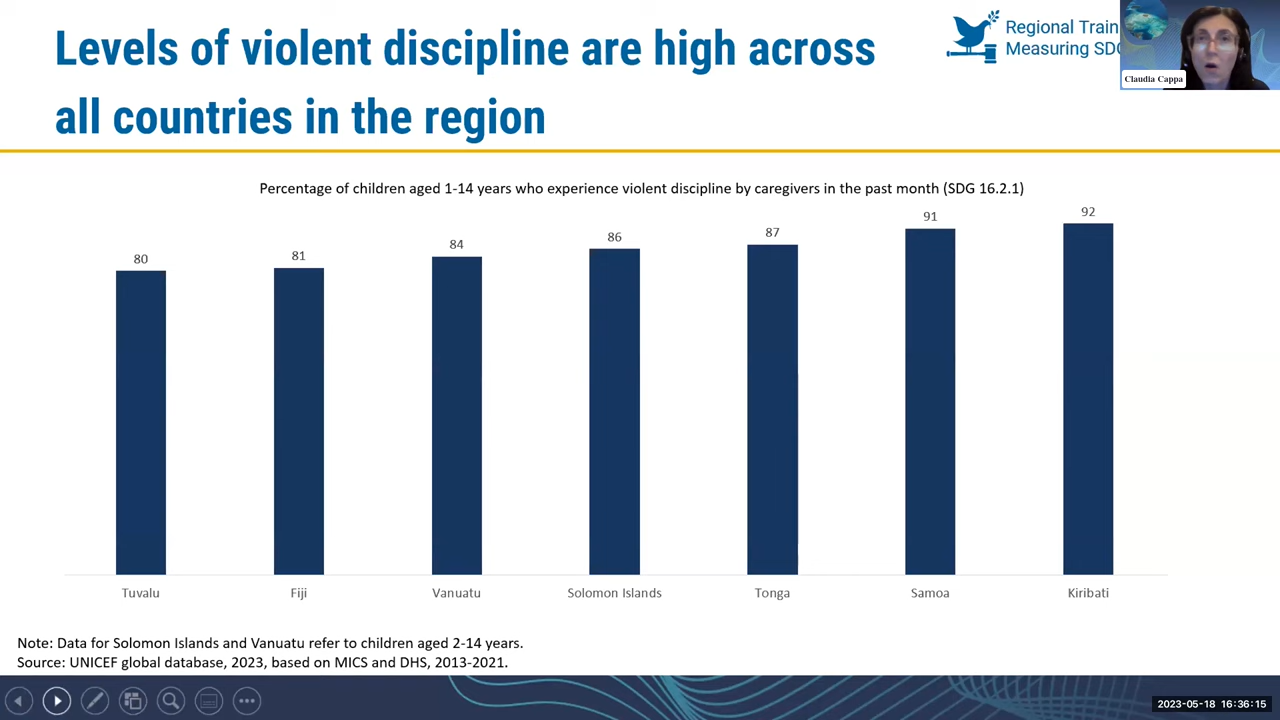 Levels of violent discipline are high across
all countries in the region
Regional Train
Measuring SD
Claudia Cappa
Percentage of children aged 1-14 years who experience violent discipline by caregivers in the past month (SDG 16.2.1)
80
81
84
86
87
91
92
Tuvalu
Fiji
Vanuatu
Solomon Islands
Tonga
Samoa
Kiribati
Note: Data for Solomon Islands and Vanuatu refer to children aged 2-14 years.
Source: UNICEF global database, 2023, based on MICS and DHS, 2013-2021.
2023-05-18 16:36:15